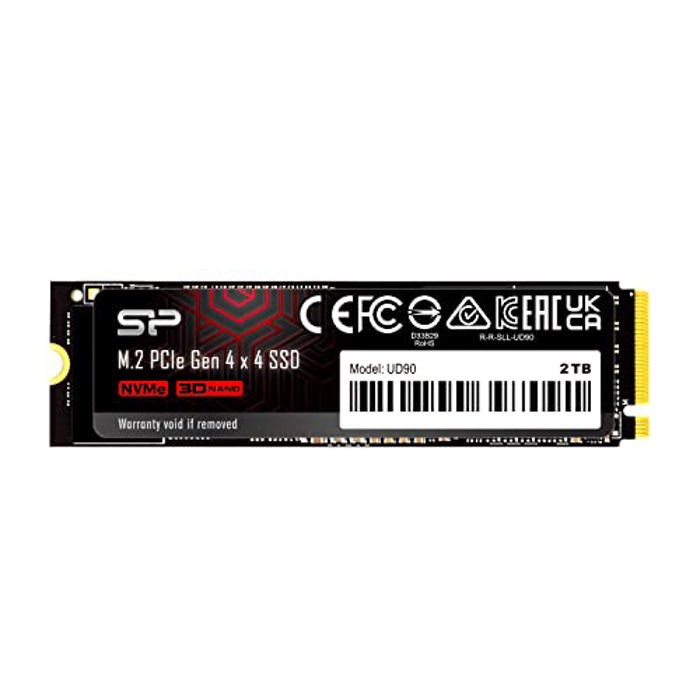 SP
M.2 PCIe Gen 4 x 4 SSD
NVMe 3D NAND
Warranty void if removed
CE FC
D33B29
RoHS
R-R-SLL-UD90
EAC
UK
CA
Model: UD90 2TB
M